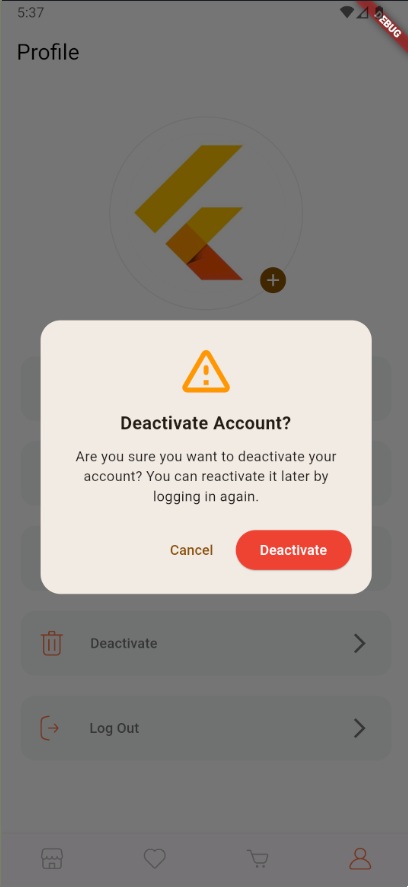 5:37
DEBUG
Profile
Deactivate Account?
Are you sure you want to deactivate your
account? You can reactivate it later by
logging in again.
Cancel Deactivate
Deactivate
Log Out